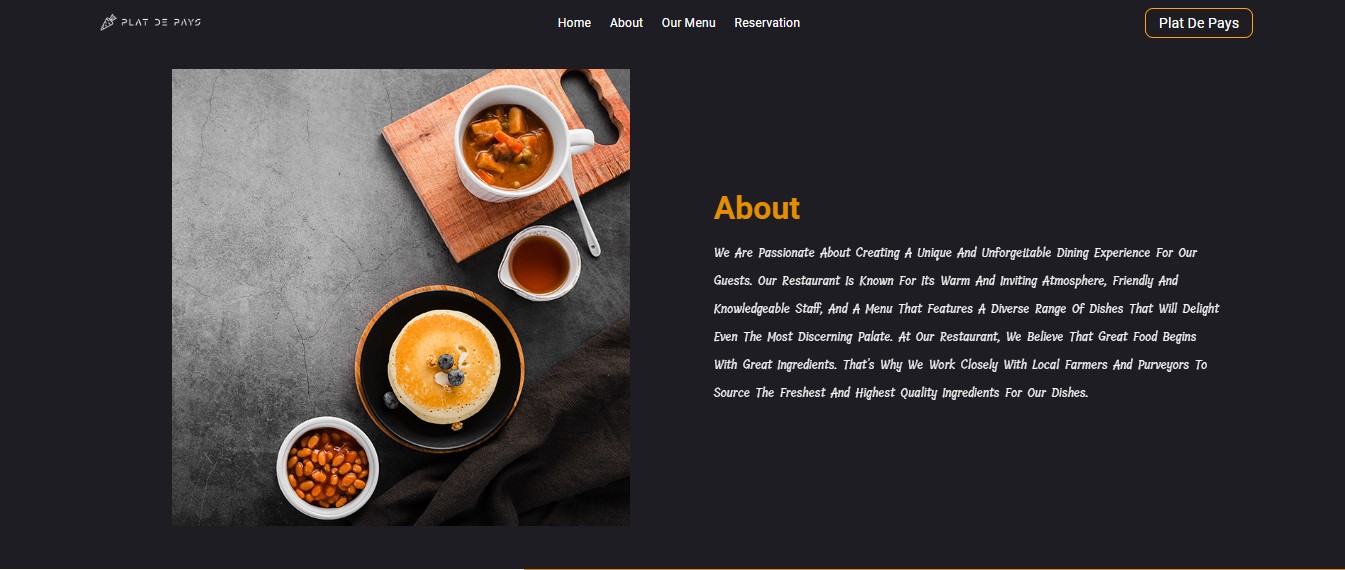 PLAT DE PAYS
Home About Our Menu Reservation
Plat De Pays
About
We Are Passionate About Creating A Unique And Unforgettable Dining Experience For Our
Guests. Our Restaurant Is Known For Its Warm And Inviting Atmosphere, Friendly And
Knowledgeable Staff, And A Menu That Features A Diverse Range Of Dishes That Will Delight
Even The Most Discerning Palate. At Our Restaurant, We Believe That Great Food Begins
With Great Ingredients. That's Why We Work Closely With Local Farmers And Purveyors To
Source The Freshest And Highest Quality Ingredients For Our Dishes.